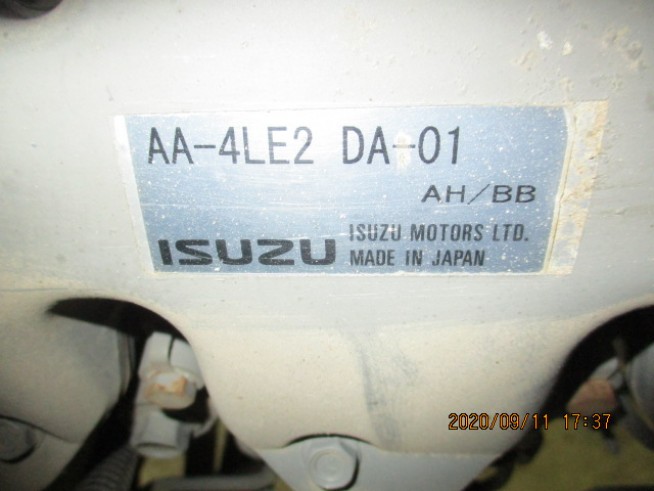 AA-4LE2 DA-01
AH/BB
ISUZU ISUZU MOTORS LTD.
MADE IN JAPAN
2020/09/11 17:37